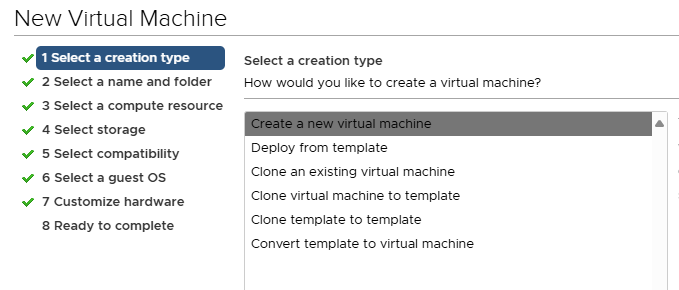 New Virtual Machine
1 Select a creation type
2 Select a name and folder
3 Select a compute resource
4 Select storage
5 Select compatibility
6 Select a guest OS
7 Customize hardware
8 Ready to complete
Select a creation type
How would you like to create a virtual machine?
Create a new virtual machine
Deploy from template
Clone an existing virtual machine
Clone virtual machine to template
Clone template to template
Convert template to virtual machine